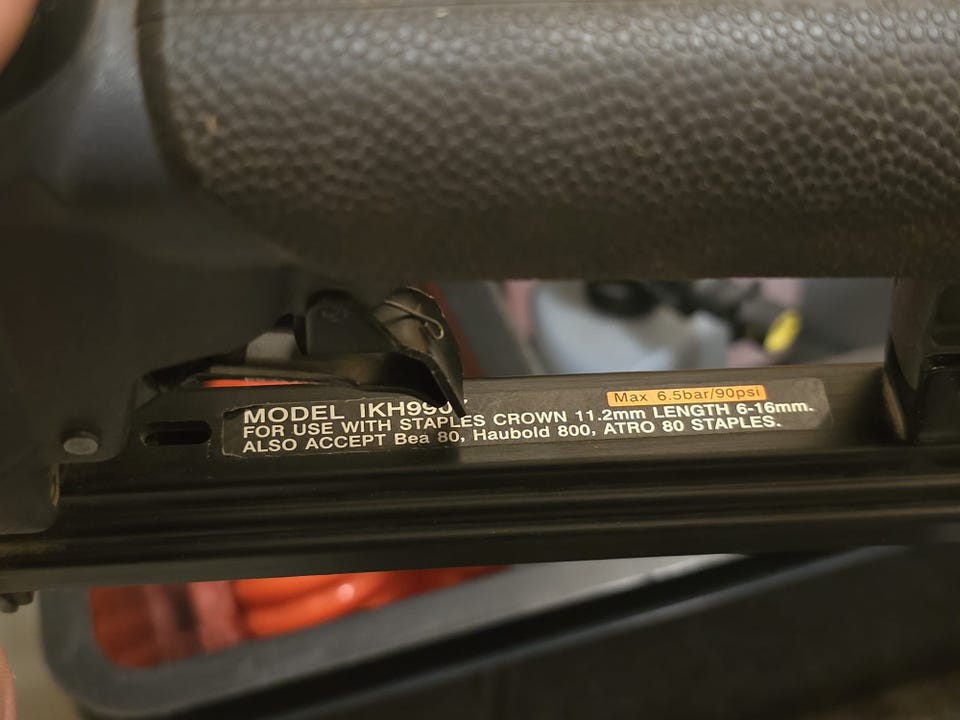 Max 6.5bar/90psi
MODEL
FOR USE WITH STAPLES CROWN 11.2mm LENGTH 6-16mm.
ALSO ACCEPT Bea 80, Haubold 800, ATRO 80 STAPLES.